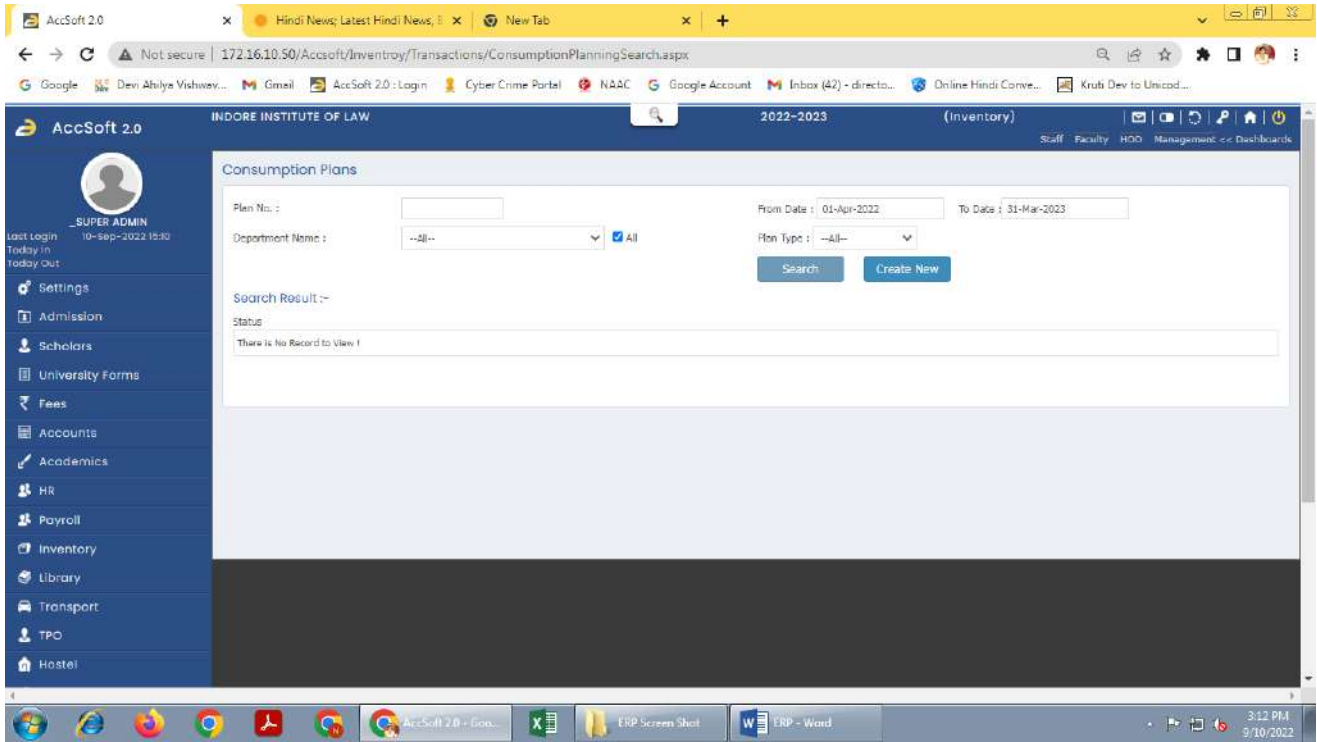 AccSoft 2.0
Hindi News; Latest Hindi News,
New Tab
Not secure | 172.16.10.50/Accsoft/Inventroy/Transactions/ConsumptionPlanningSearch.aspx
Google
Devi Ahilya Vishwav...
Gmail
AccSoft 2.0 : Login
Cyber Crime Portal
NAAC
Google Account
Inbox (42) - directo...
Online Hindi Conve...
Kruti Dev to Unicod...
AccSoft 2.0
INDORE INSTITUTE OF LAW
2022-2023
(Inventory)
Staff Faculty HOD Management << Dashboards
_SUPER ADMIN
Last Login 10-Sep-2022 15:10
Today In
Today Out
Settings
Admission
Scholars
University Forms
Fees
Accounts
Academics
HR
Payroll
Inventory
Library
Transport
TPO
Hostel
Consumption Plans
Plan No. :
From Date : 01-Apr-2022
To Date : 31-Mar-2023
Department Name :
--All--
All
Plan Type : --All--
Search
Create New
Search Result :-
Status
There is No Record to View !
AccSoft 2.0 - Goo...
ERP Screen Shot
ERP - Word
3:12 PM
9/10/2022